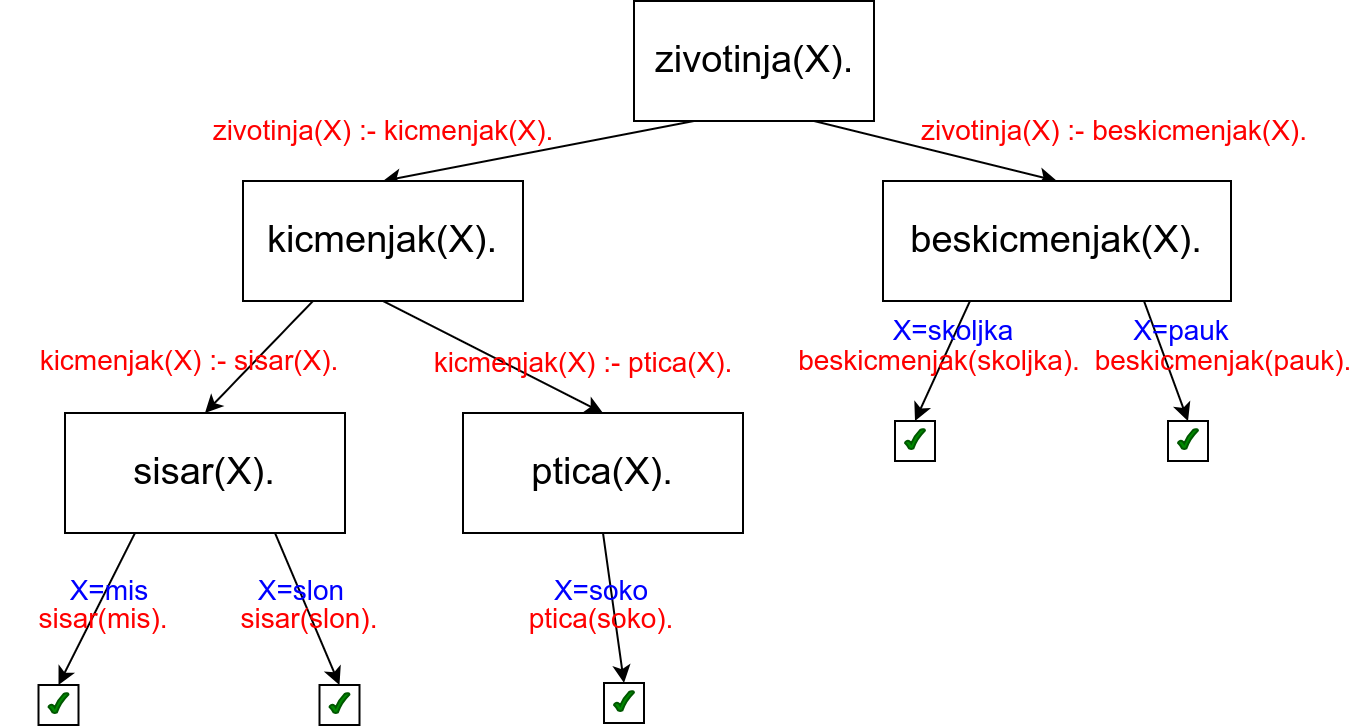 zivotinja(X).
zivotinja(X) :- kicmenjak(X).
zivotinja(X) :- beskicmenjak(X).
kicmenjak(X).
beskicmenjak(X).
X=skoljka
X=pauk
kicmenjak(X) :- sisar(X).
kicmenjak(X) :- ptica(X).
beskicmenjak(skoljka).
beskicmenjak(pauk).
sisar(X).
ptica(X).
X=mis
X=slon
X=soko
sisar(mis).
sisar(slon).
ptica(soko).